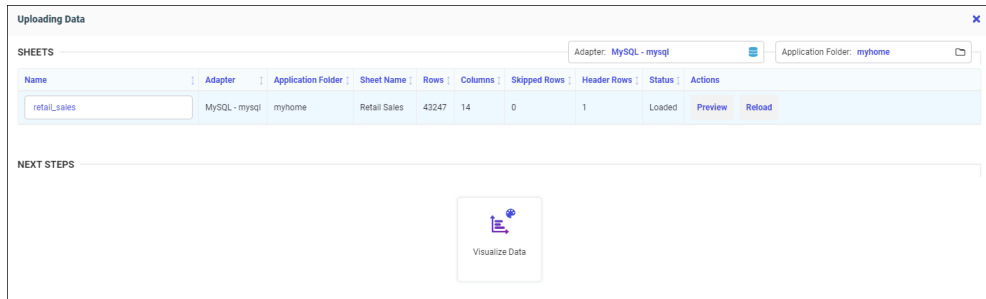 Uploading Data
SHEETS Adapter: MySQL - mysql Application Folder: myhome
Name Adapter Application Folder Sheet Name Rows Columns Skipped Rows Header Rows Status Actions
retail_sales MySQL - mysql myhome Retail Sales 43247 14 0 1 Loaded Preview Reload
NEXT STEPS
Visualize Data